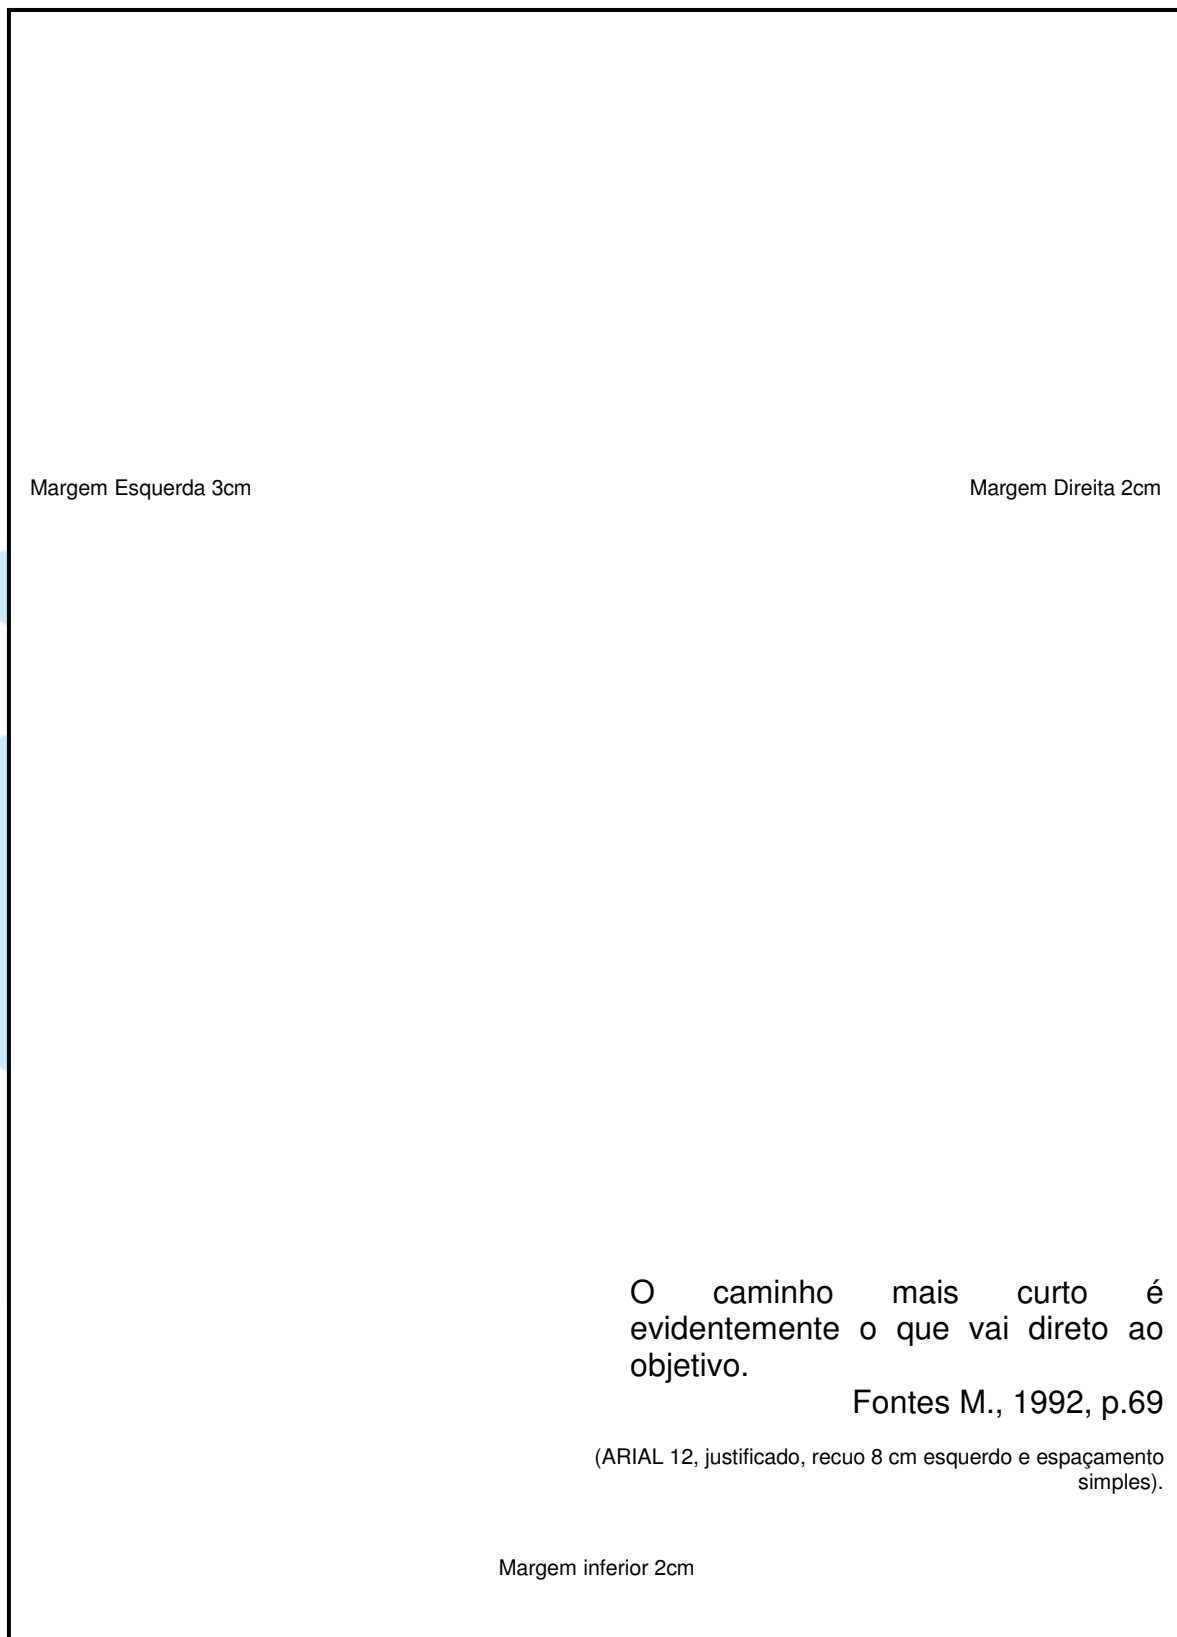 Margem Esquerda 3cm
Margem Direita 2cm
O caminho mais curto é
evidentemente o que vai direto ao
objetivo.
Fontes M., 1992, p.69
(ARIAL 12, justificado, recuo 8 cm esquerdo e espaçamento
simples).
Margem inferior 2cm